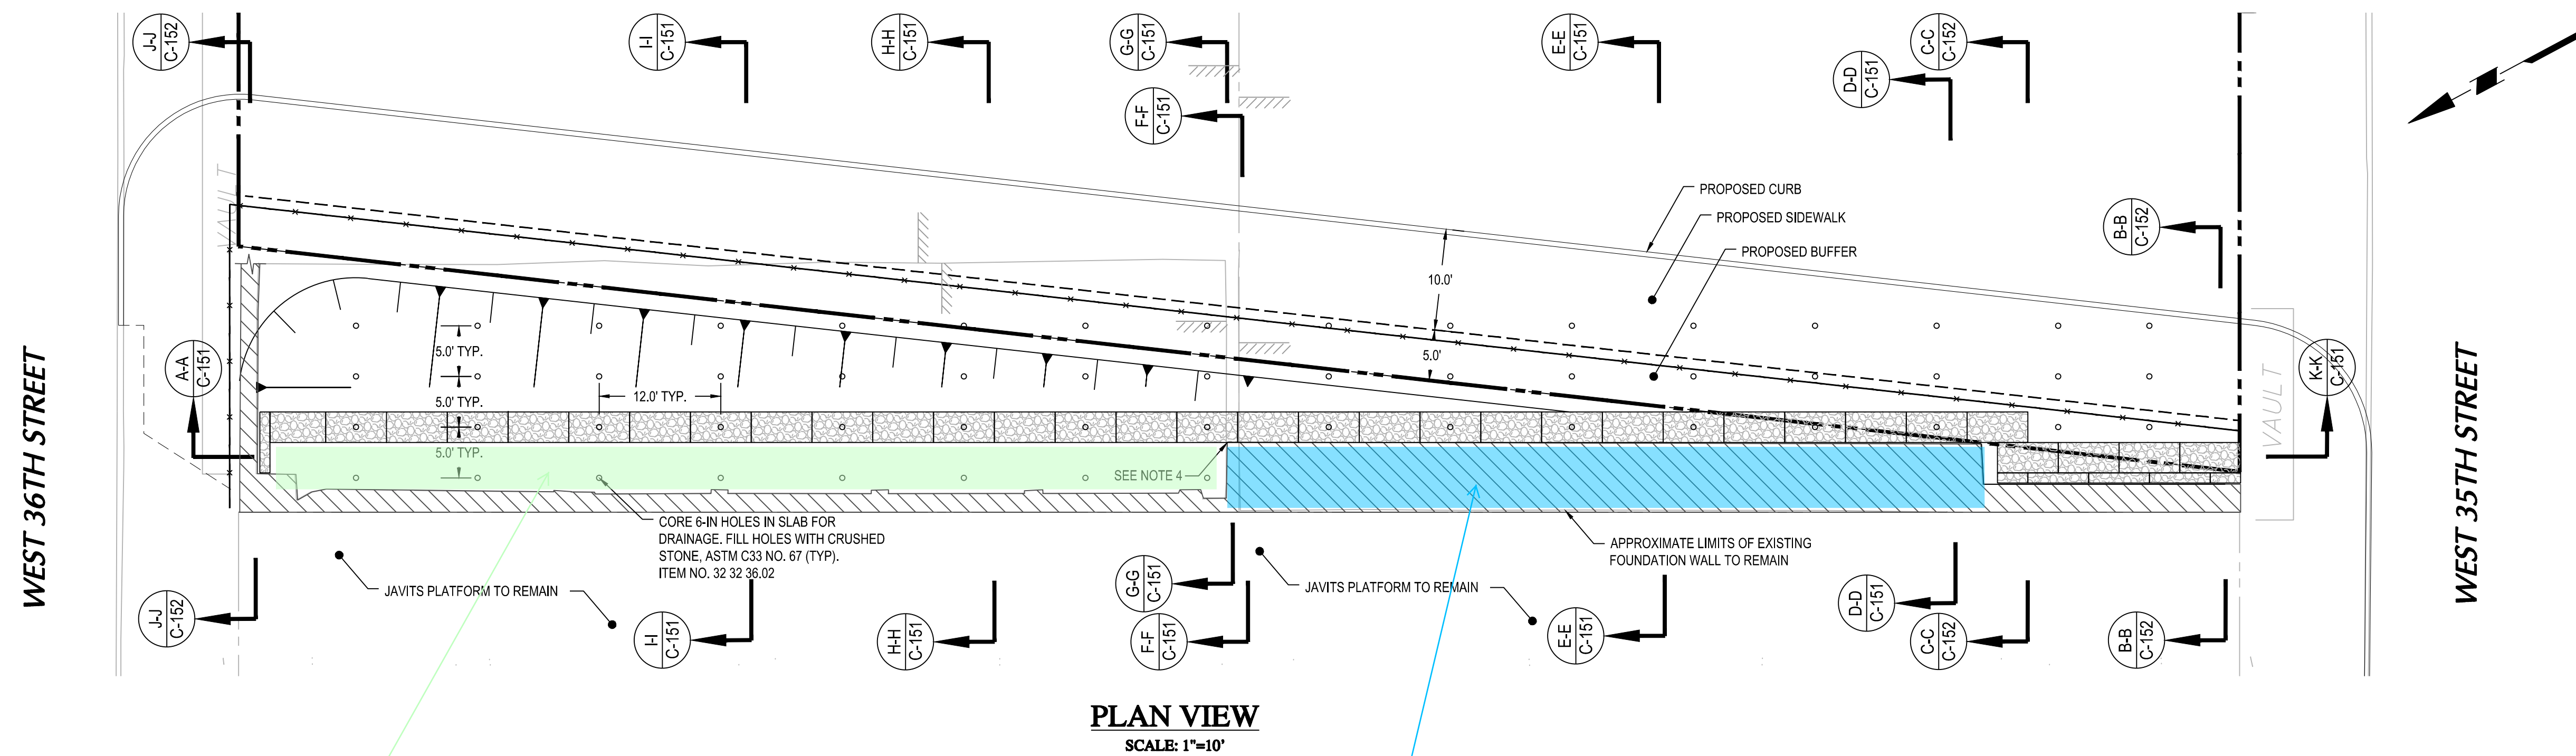 J-J
C-152
I-I
C-151
H-H
C-151
G-G
C-151
E-E
C-151
C-C
C-152
D-D
C-151
F-F
C-151
B-B
C-152
PROPOSED CURB
PROPOSED SIDEWALK
PROPOSED BUFFER
10.0'
5.0'
WEST 36TH STREET
A-A
C-151
5.0' TYP.
5.0' TYP.
12.0' TYP.
5.0' TYP.
SEE NOTE 4
VAULT
K-K
C-151
WEST 35TH STREET
CORE 6-IN HOLES IN SLAB FOR
DRAINAGE. FILL HOLES WITH CRUSHED
STONE, ASTM C33 NO. 67 (TYP).
ITEM NO. 32 32 36.02
APPROXIMATE LIMITS OF EXISTING
FOUNDATION WALL TO REMAIN
JAVITS PLATFORM TO REMAIN
JAVITS PLATFORM TO REMAIN
J-J
C-152
I-I
C-151
H-H
C-151
G-G
C-151
F-F
C-151
E-E
C-151
D-D
C-151
C-C
C-152
B-B
C-152
PLAN VIEW
SCALE: 1"=10'